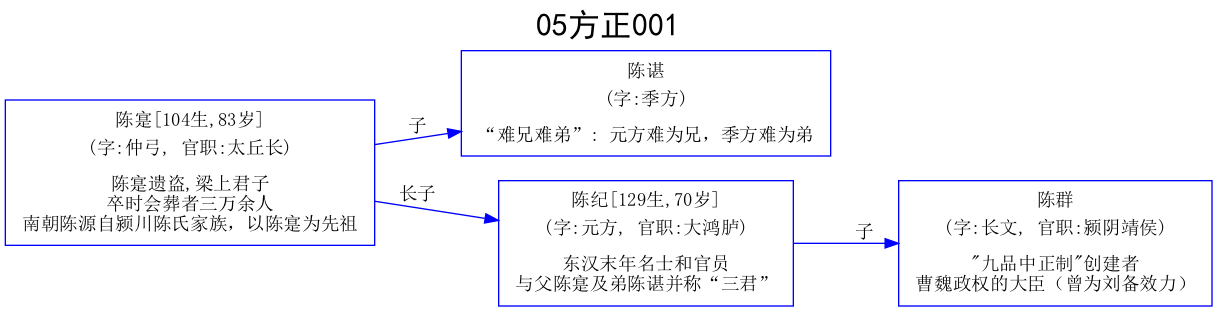 05方正001
陈谌
(字:季方)
“难兄难弟”: 元方难为兄，季方难为弟
陈寔[104生,83岁]
(字:仲弓, 官职:太丘长)
陈寔遗盗,梁上君子
卒时会葬者三万余人
南朝陈源自颍川陈氏家族，以陈寔为先祖
子
长子
陈纪[129生,70岁]
(字:元方, 官职:大鸿胪)
东汉末年名士和官员
与父陈寔及弟陈谌并称“三君”
子
陈群
(字:长文, 官职:颍阴靖侯)
"九品中正制"创建者
曹魏政权的大臣（曾为刘备效力）